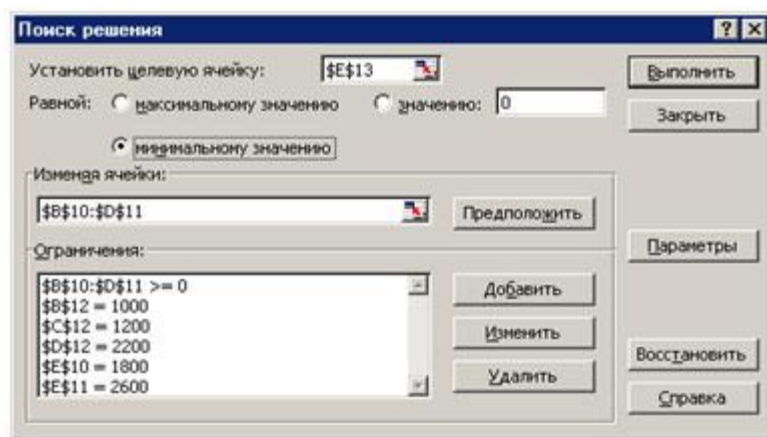 Поиск решения
Установить целевую ячейку: $E$13
Выполнить
Равной: максимальному значению значению: 0
Закрыть
минимальному значению
Изменяя ячейки:
$B$10:$D$11
Предположить
Ограничения:
Параметры
$B$10:$D$11 >= 0
Добавить
$B$12 = 1000
$C$12 = 1200
Изменить
$D$12 = 2200
Восстановить
$E$10 = 1800
Удалить
$E$11 = 2600
Справка